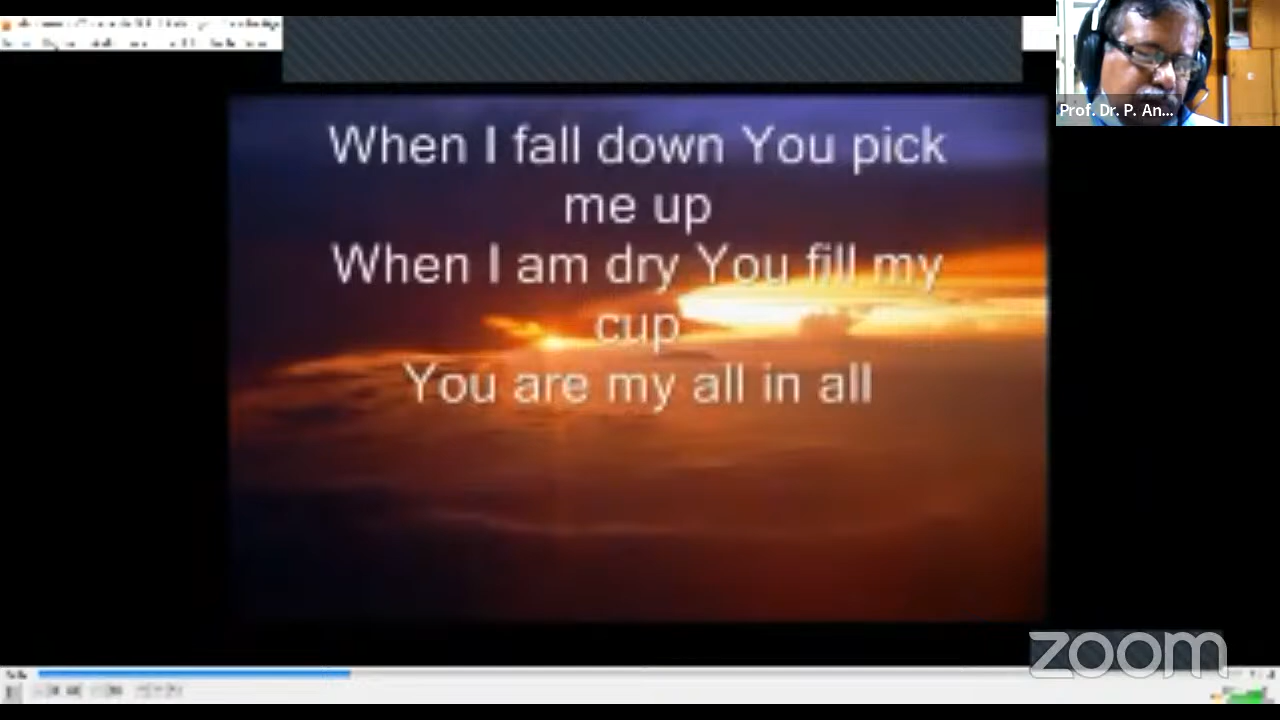 Prof. Dr. P. An...
When I fall down You pick
me up
When I am dry You fill my
cup
You are my all in all
zoom